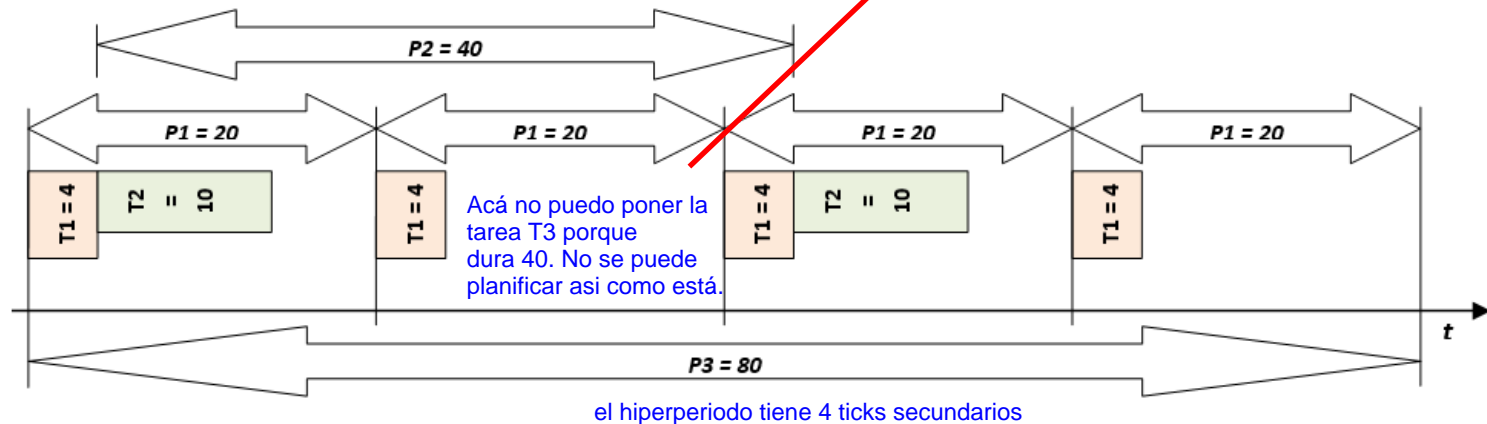 P2 = 40
P1 = 20
P1 = 20
P1 = 20
P1 = 20
T1 = 4
T2 = 10
T1 = 4
Acá no puedo poner la
tarea T3 porque
dura 40. No se puede
planificar asi como está.
T1 = 4
T2 = 10
T1 = 4
t
P3 = 80
el hiperperiodo tiene 4 ticks secundarios